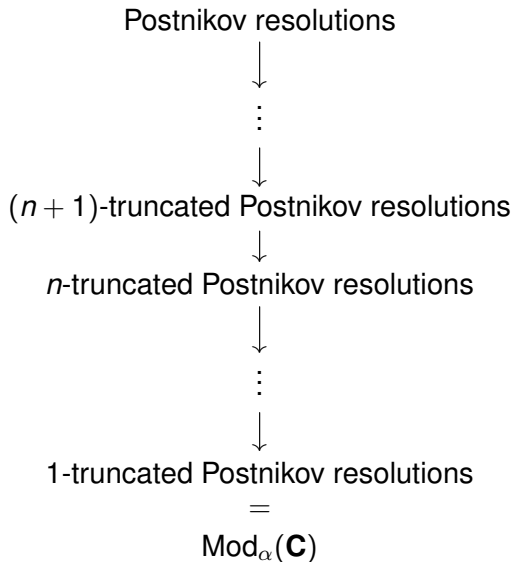 Postnikov resolutions
⋮
(n + 1)-truncated Postnikov resolutions
n-truncated Postnikov resolutions
⋮
1-truncated Postnikov resolutions
=
Modα(C)